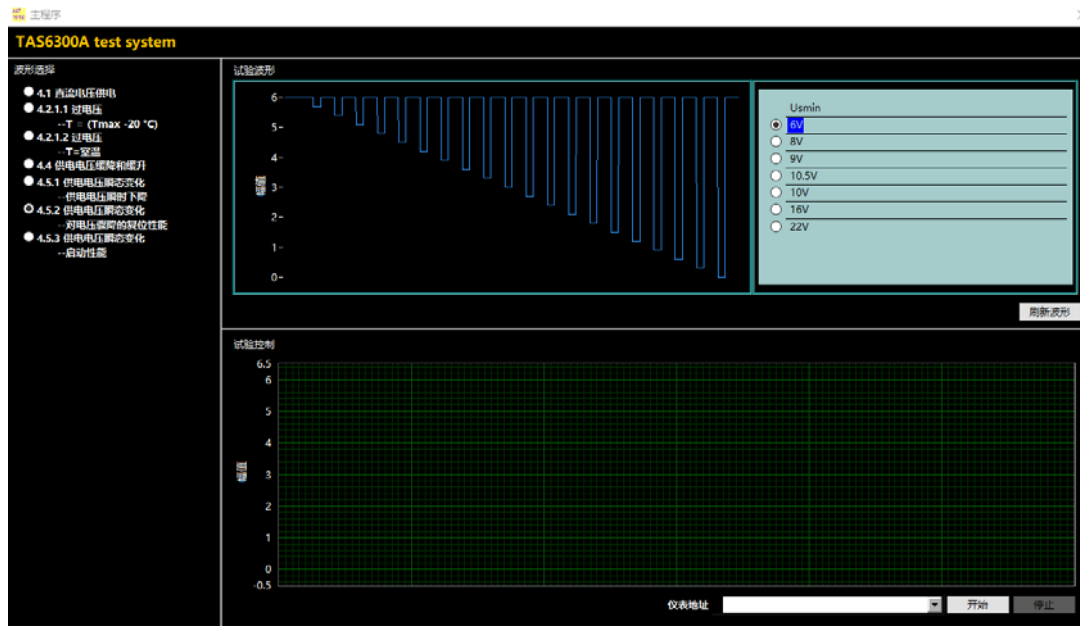 主程序
TAS6300A test system
波形选择
4.1 直流电压供电
4.2.1.1 过电压
--T = (Tmax -20 °C)
4.2.1.2 过电压
--T=室温
4.4 供电电压缓降和缓升
4.5.1 供电电压瞬态变化
--供电电压瞬时下降
4.5.2 供电电压瞬态变化
--对电压骤降的复位性能
4.5.3 供电电压瞬态变化
--启动性能
试验波形
6
5
4
3
2
1
0
幅值
Usmin
6V
8V
9V
10.5V
10V
16V
22V
刷新波形
试验控制
6.5
6
5
4
3
2
1
0
-0.5
幅值
仪表地址
开始
停止